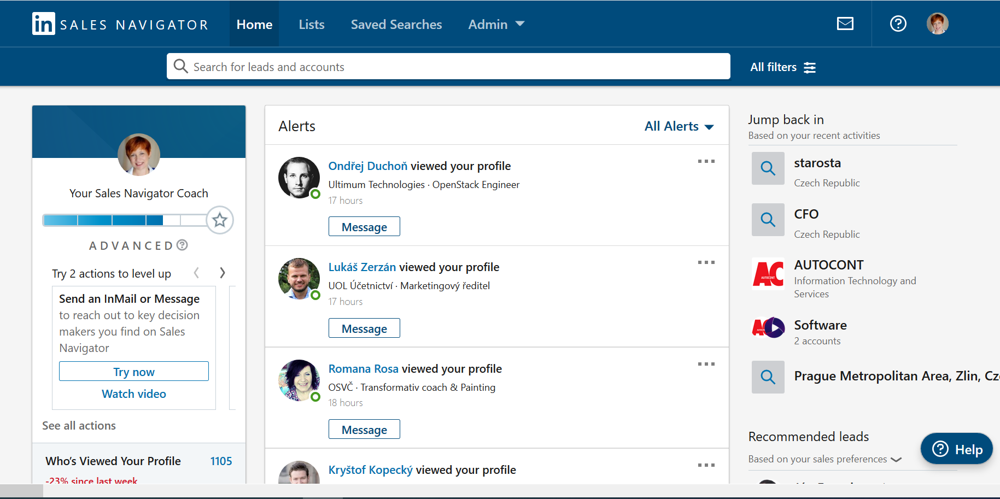 in SALES NAVIGATOR Home Lists Saved Searches Admin
Search for leads and accounts All filters
Your Sales Navigator Coach
ADVANCED
Try 2 actions to level up
Send an InMail or Message
to reach out to key decision
makers you find on Sales
Navigator
Try now
Watch video
See all actions
Who's Viewed Your Profile 1105
-23% since last week
Alerts All Alerts
Ondřej Duchoň viewed your profile
Ultimum Technologies · OpenStack Engineer
17 hours
Message
Lukáš Zerzán viewed your profile
UOL Účetnictví · Marketingový ředitel
17 hours
Message
Romana Rosa viewed your profile
OSVČ · Transformativ coach & Painting
18 hours
Message
Kryštof Kopecký viewed your profile
Jump back in
Based on your recent activities
starosta
Czech Republic
CFO
Czech Republic
AC AUTOCONT
AUTOCONT
Information Technology and
Services
Software
2 accounts
Prague Metropolitan Area, Zlin, Cz
Recommended leads
Based on your sales preferences
Help